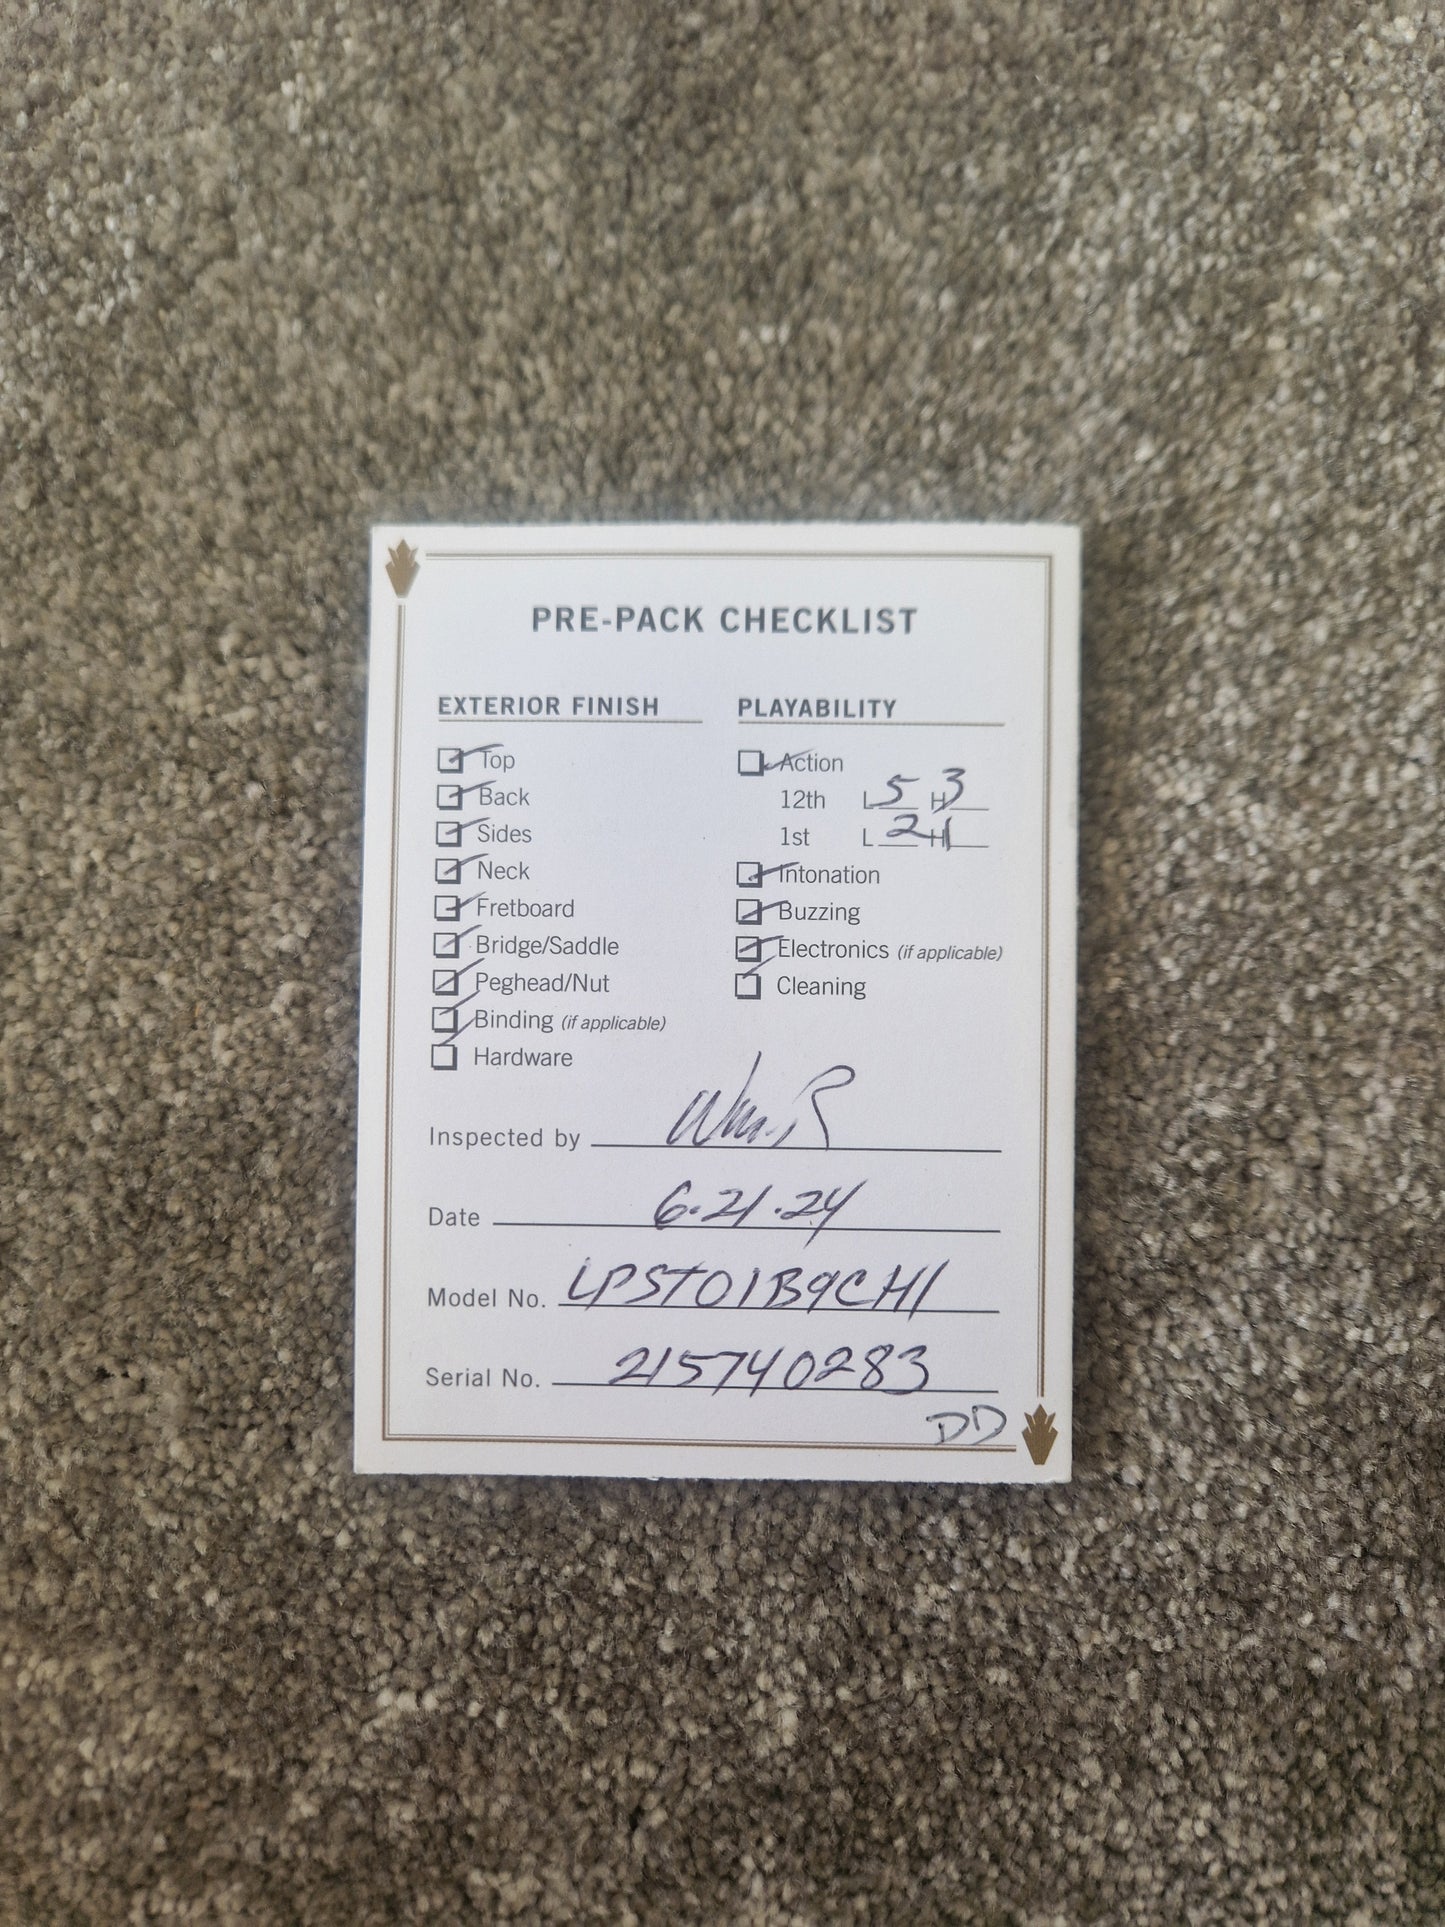 PRE-PACK CHECKLIST
EXTERIOR FINISH
Top
Back
Sides
Neck
Fretboard
Bridge/Saddle
Peghead/Nut
Binding (if applicable)
Hardware
PLAYABILITY
Action
12th L 5 H 3
1st L 2 H 1
Intonation
Buzzing
Electronics (if applicable)
Cleaning
Inspected by
Date 6.21.24
Model No. LPST01B9CH1
Serial No. 215740283
DD